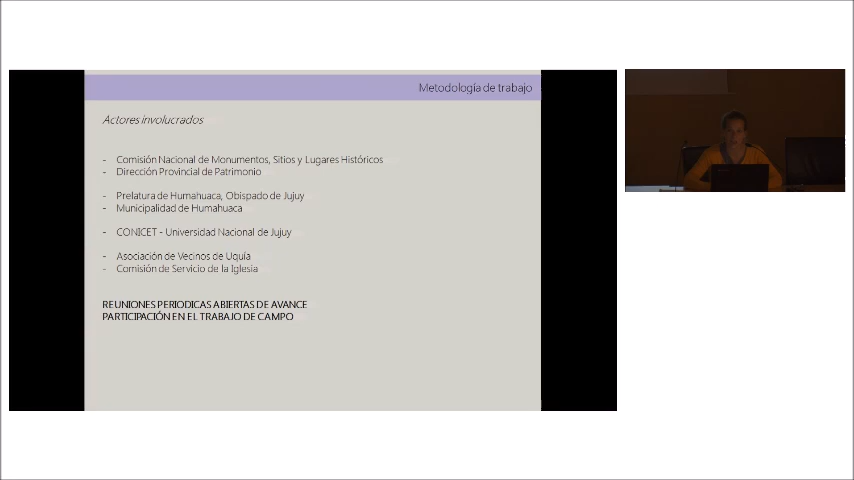 Metodología de trabajo
Actores involucrados
- Comisión Nacional de Monumentos, Sitios y Lugares Históricos
- Dirección Provincial de Patrimonio
- Prelatura de Humahuaca, Obispado de Jujuy
- Municipalidad de Humahuaca
- CONICET - Universidad Nacional de Jujuy
- Asociación de Vecinos de Uquía
- Comisión de Servicio de la Iglesia
REUNIONES PERIODICAS ABIERTAS DE AVANCE
PARTICIPACIÓN EN EL TRABAJO DE CAMPO